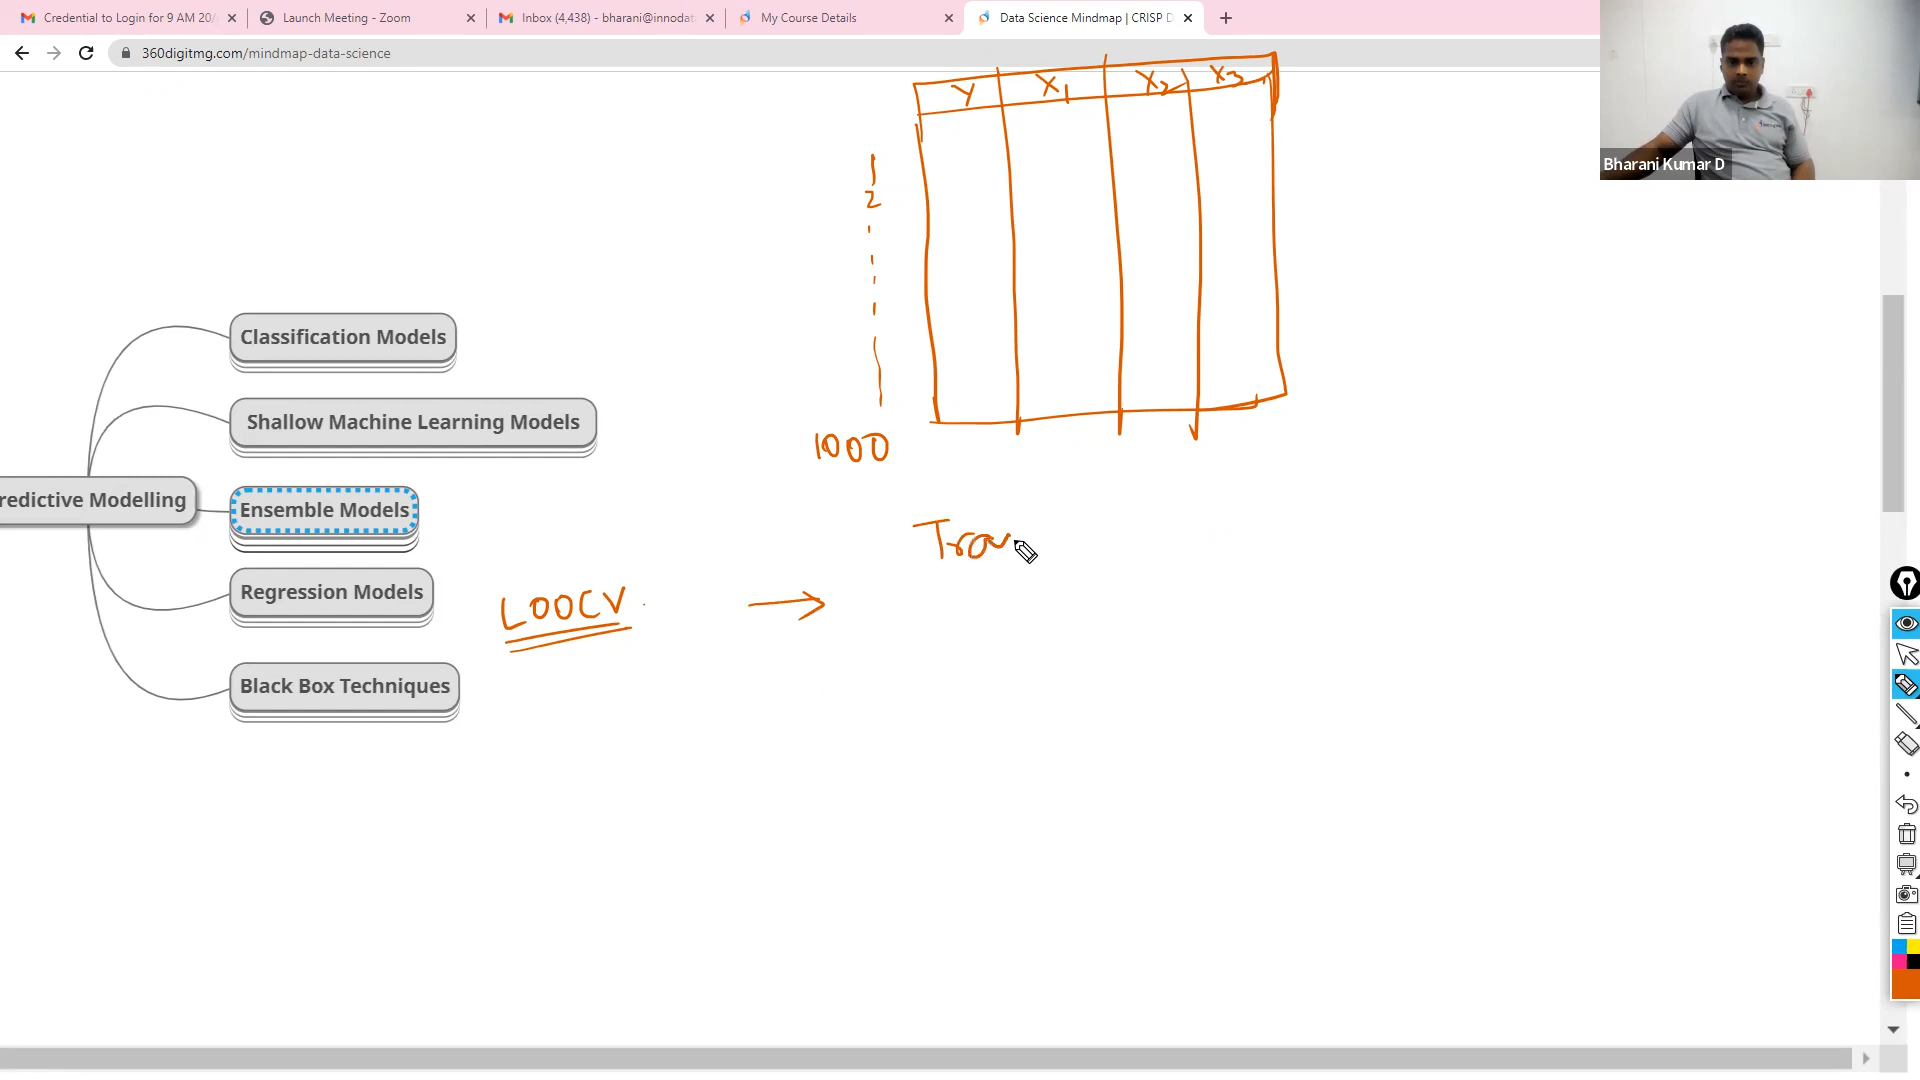 Credential to Login for 9 AM 20/
Launch Meeting - Zoom
Inbox (4,438) - bharani@innodat
My Course Details
Data Science Mindmap | CRISP D
360digitmg.com/mindmap-data-science
Bharani Kumar D
Y X1 X2 X3
1
2
1000
Classification Models
Shallow Machine Learning Models
redictive Modelling
Ensemble Models
Regression Models
Black Box Techniques
LOOCV
Tra